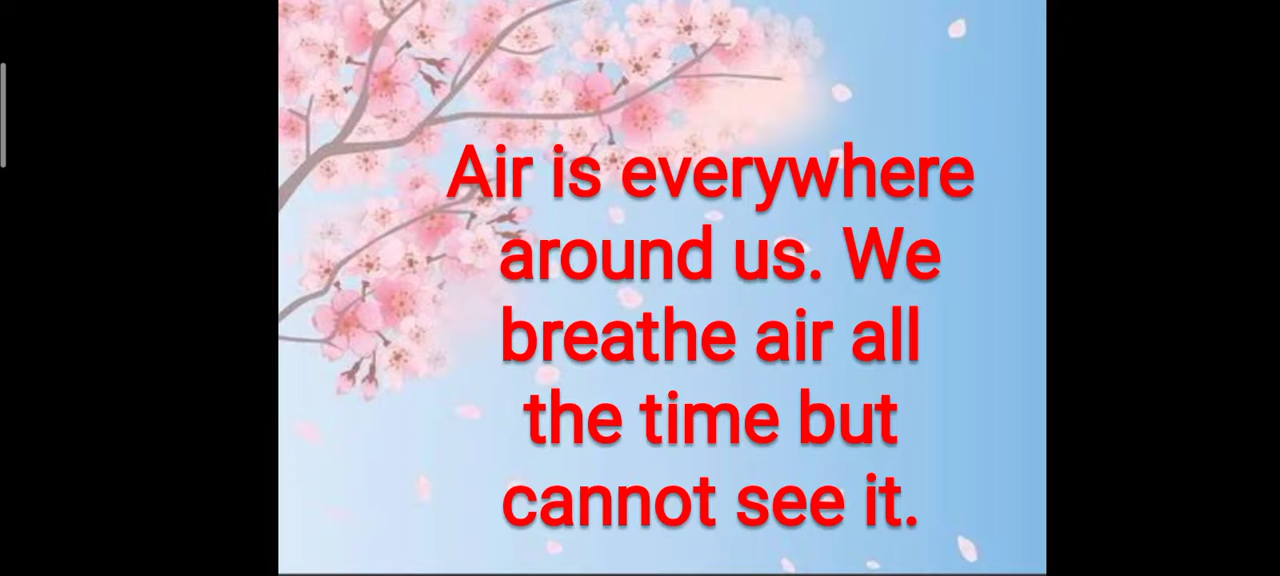 Air is everywhere
around us. We
breathe air all
the time but
cannot see it.